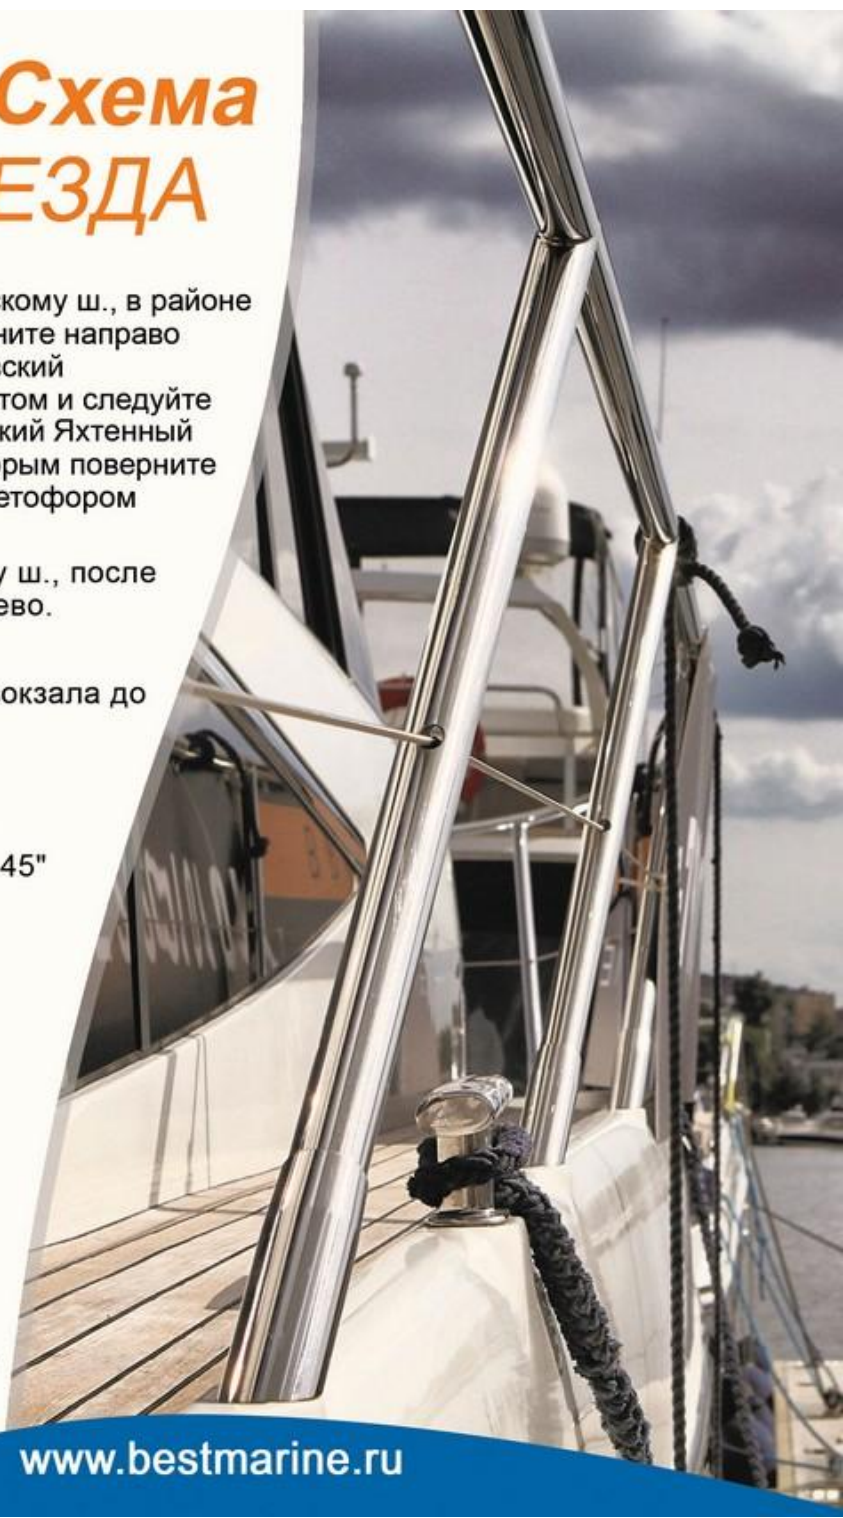 Схема
ЕЗДА
скому ш., в районе
ните направо
ский
том и следуйте
кий Яхтенный
рым поверните
етофором
у ш., после
ево.
окзала до
45"
www.bestmarine.ru